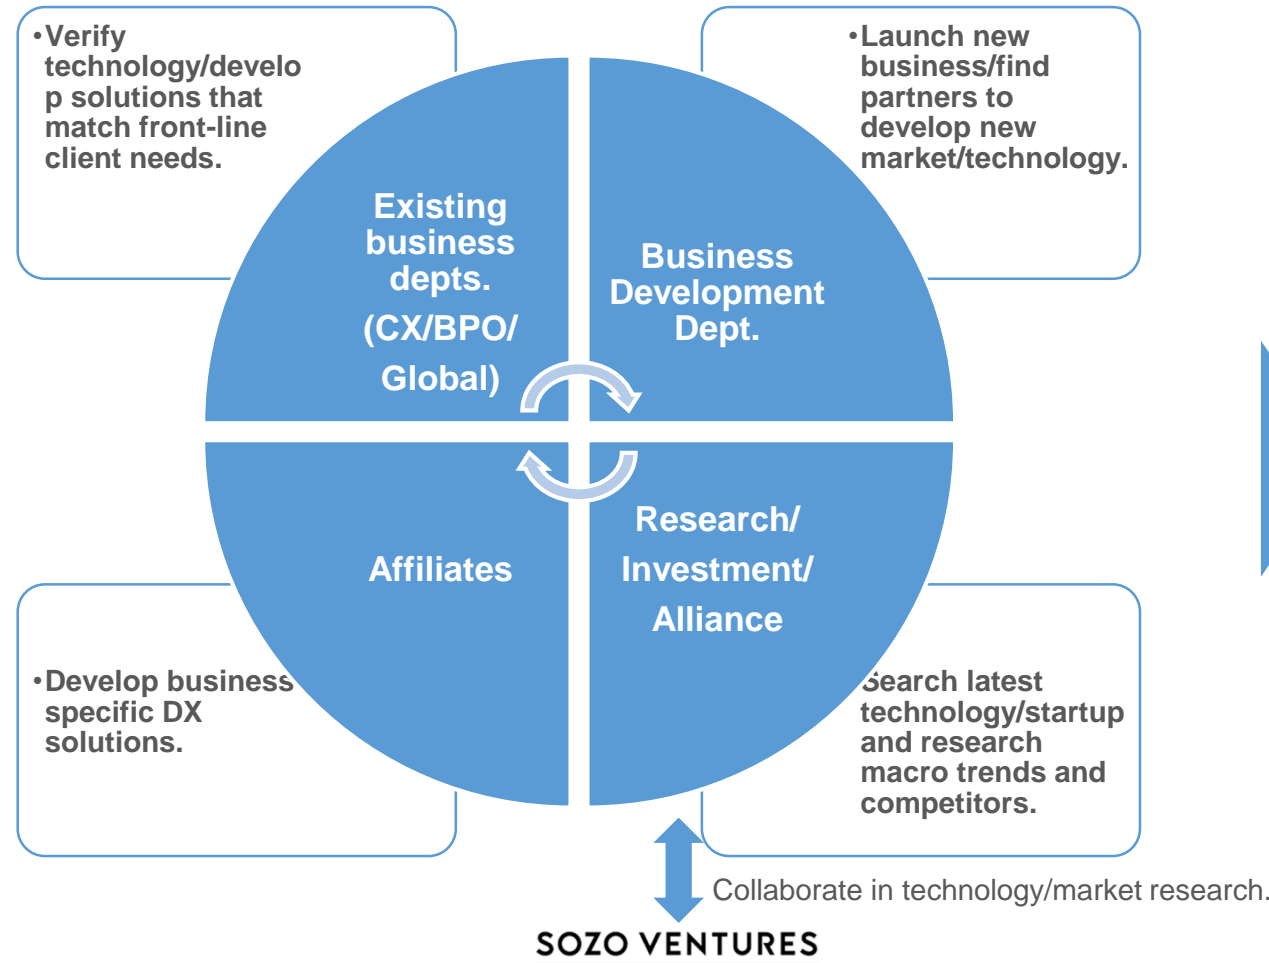 •Verify
technology/develo
p solutions that
match front-line
client needs.
•Launch new
business/find
partners to
develop new
market/technology.
Existing
business
depts.
(CX/BPO/
Global)
Business
Development
Dept.
Affiliates
Research/
Investment/
Alliance
•Develop business
specific DX
solutions.
Search latest
technology/startup
and research
macro trends and
competitors.
Collaborate in technology/market research.
SOZO VENTURES